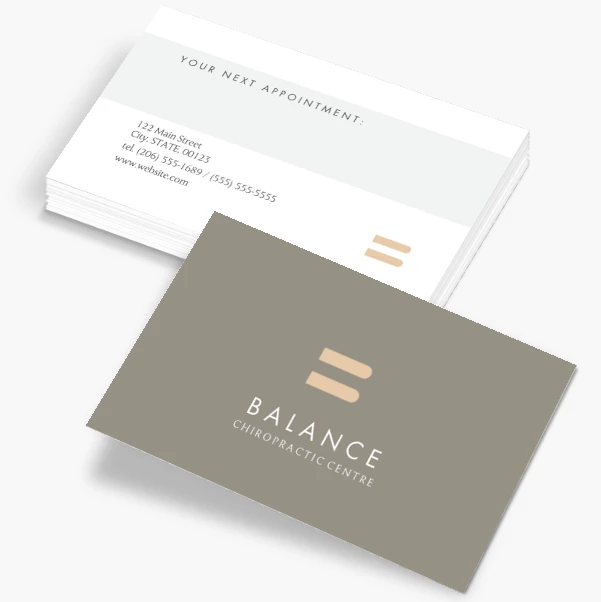 YOUR NEXT APPOINTMENT:
122 Main Street
City, STATE, 00123
tel. (206) 555-1689 / (555) 555-5555
www.website.com
BALANCE
CHIROPRACTIC CENTRE